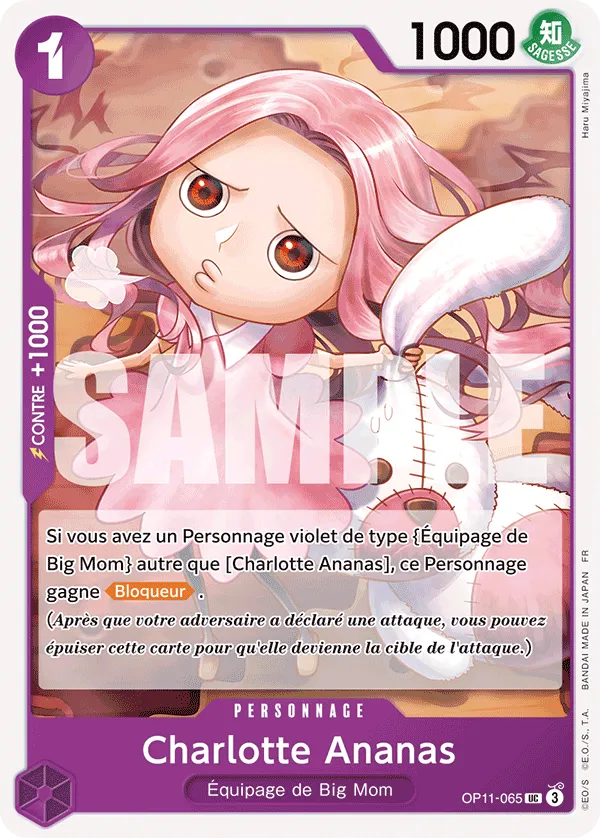 1
1000
知
SAGESSE
Haru Miyajima
CONTRE +1000
SAMPLE
Si vous avez un Personnage violet de type {Équipage de
Big Mom} autre que [Charlotte Ananas], ce Personnage
gagne Bloqueur .
(Après que votre adversaire a déclaré une attaque, vous pouvez
épuiser cette carte pour qu'elle devienne la cible de l'attaque.)
©EO/S ©E.O./S., T.A. BANDAI MADE IN JAPAN FR
PERSONNAGE
Charlotte Ananas
Équipage de Big Mom
OP11-065 UC 3